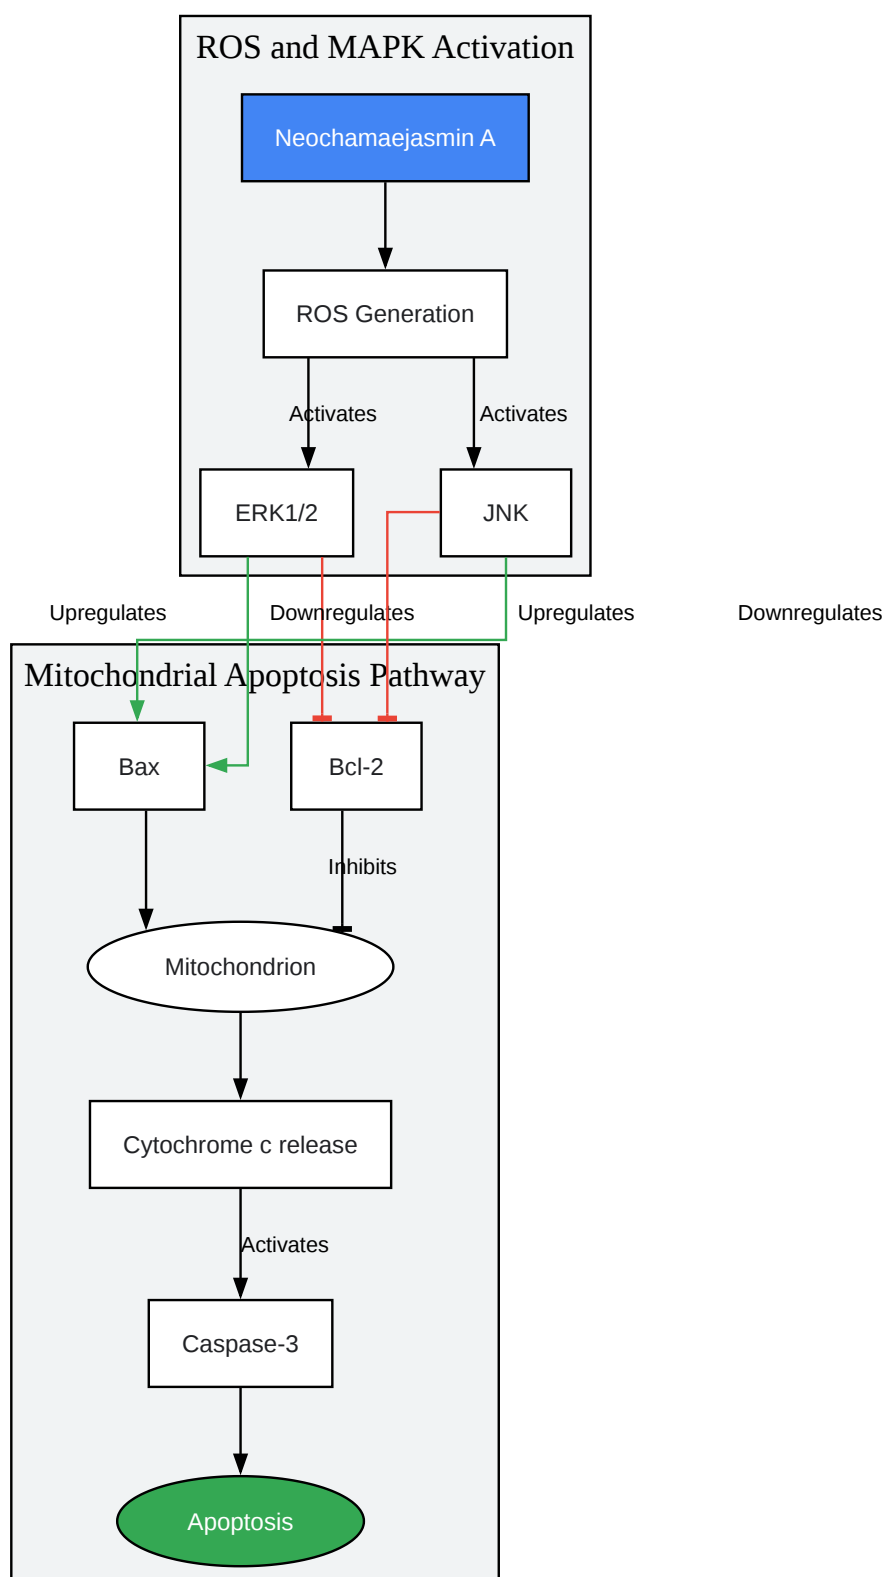 ROS and MAPK Activation
Neochamaejasmin A
ROS Generation
Activates
Activates
ERK1/2
JNK
Upregulates
Downregulates
Upregulates
Downregulates
Mitochondrial Apoptosis Pathway
Bax
Bcl-2
Inhibits
Mitochondrion
Cytochrome c release
Activates
Caspase-3
Apoptosis